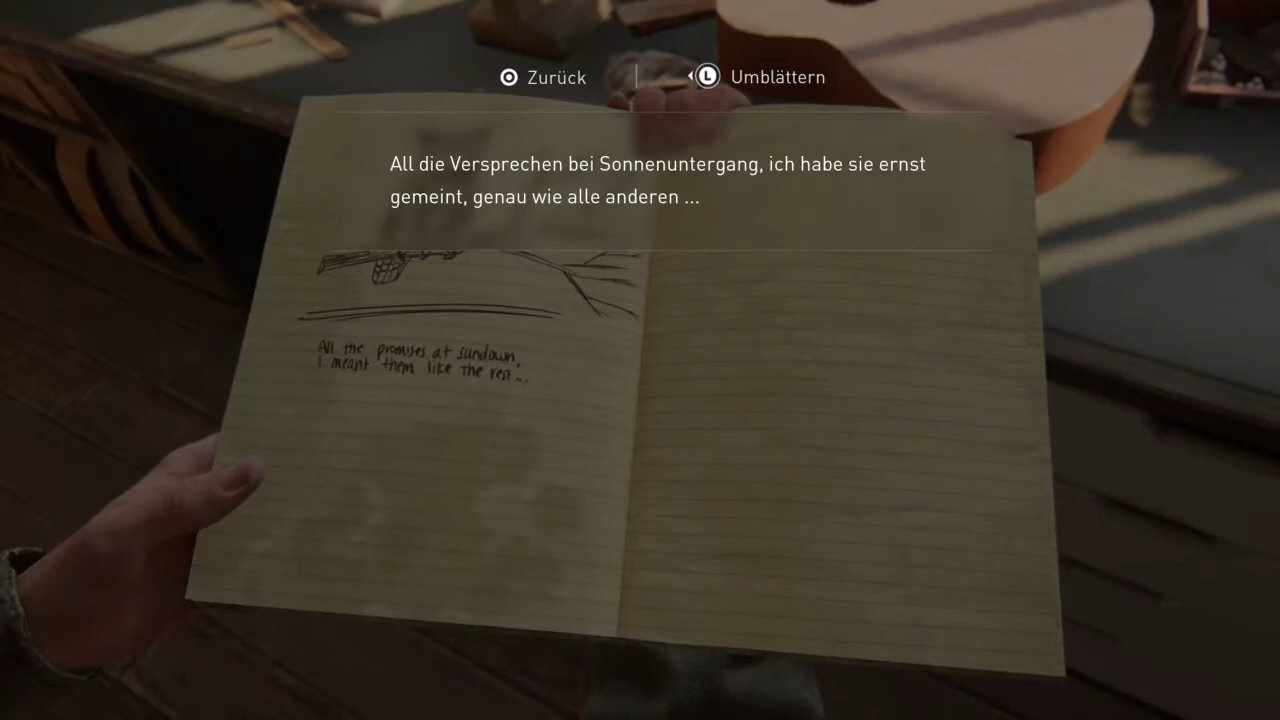 Zurück
L Umblättern
All die Versprechen bei Sonnenuntergang, ich habe sie ernst
gemeint, genau wie alle anderen ...
All the promises at sundown,
I meant them like the rest...